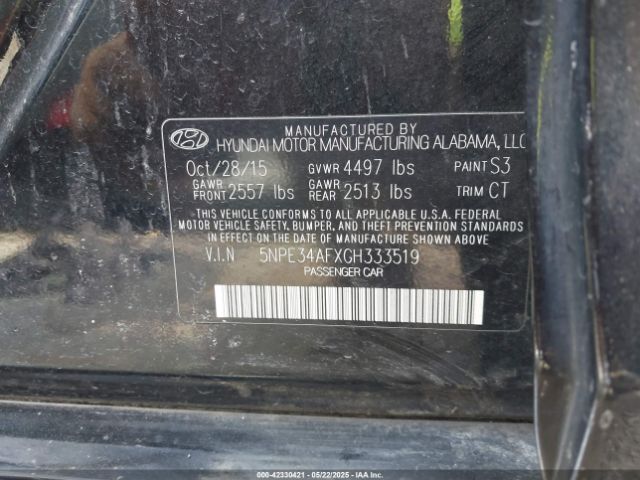 MANUFACTURED BY
HYUNDAI MOTOR MANUFACTURING ALABAMA, LLC
Oct/28/15 GVWR 4497 lbs PAINT S3
GAWR FRONT 2557 lbs GAWR REAR 2513 lbs TRIM CT
THIS VEHICLE CONFORMS TO ALL APPLICABLE U.S.A. FEDERAL
MOTOR VEHICLE SAFETY, BUMPER, AND THEFT PREVENTION STANDARDS
IN EFFECT ON THE DATE OF MANUFACTURE SHOWN ABOVE.
V.I.N 5NPE34AFXGH333519
PASSENGER CAR
000-42330421 - 05/22/2025 - IAAI.COM